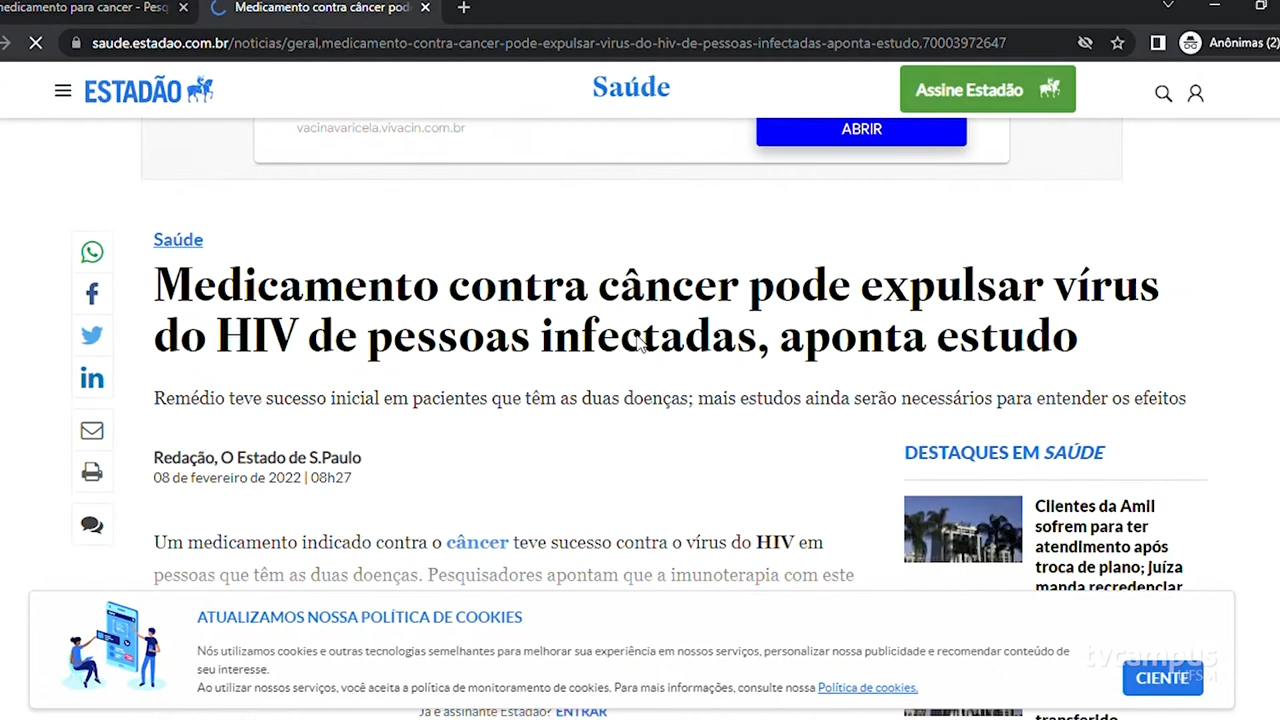 medicamento para cancer - Pesq
Medicamento contra câncer pod
saude.estadao.com.br/noticias/geral,medicamento-contra-cancer-pode-expulsar-virus-do-hiv-de-pessoas-infectadas-aponta-estudo,70003972647
Anônimas (2)
ESTADÃO
Saúde
Assine Estadão
vacinavaricela.vivacin.com.br
ABRIR
Saúde
Medicamento contra câncer pode expulsar vírus
do HIV de pessoas infectadas, aponta estudo
Remédio teve sucesso inicial em pacientes que têm as duas doenças; mais estudos ainda serão necessários para entender os efeitos
Redação, O Estado de S.Paulo
08 de fevereiro de 2022 | 08h27
Um medicamento indicado contra o câncer teve sucesso contra o vírus do HIV em
pessoas que têm as duas doenças. Pesquisadores apontam que a imunoterapia com este
DESTAQUES EM SAÚDE
Clientes da Amil
sofrem para ter
atendimento após
troca de plano; juíza
manda recredenciar
ATUALIZAMOS NOSSA POLÍTICA DE COOKIES
Nós utilizamos cookies e outras tecnologias semelhantes para melhorar sua experiência em nossos serviços, personalizar nossa publicidade e recomendar conteúdo de
seu interesse.
Ao utilizar nossos serviços, você aceita a política de monitoramento de cookies. Para mais informações, consulte nossa Política de cookies.
CIENTE
tvcampus
UFSM
Já é assinante Estadão? ENTRAR
transferido